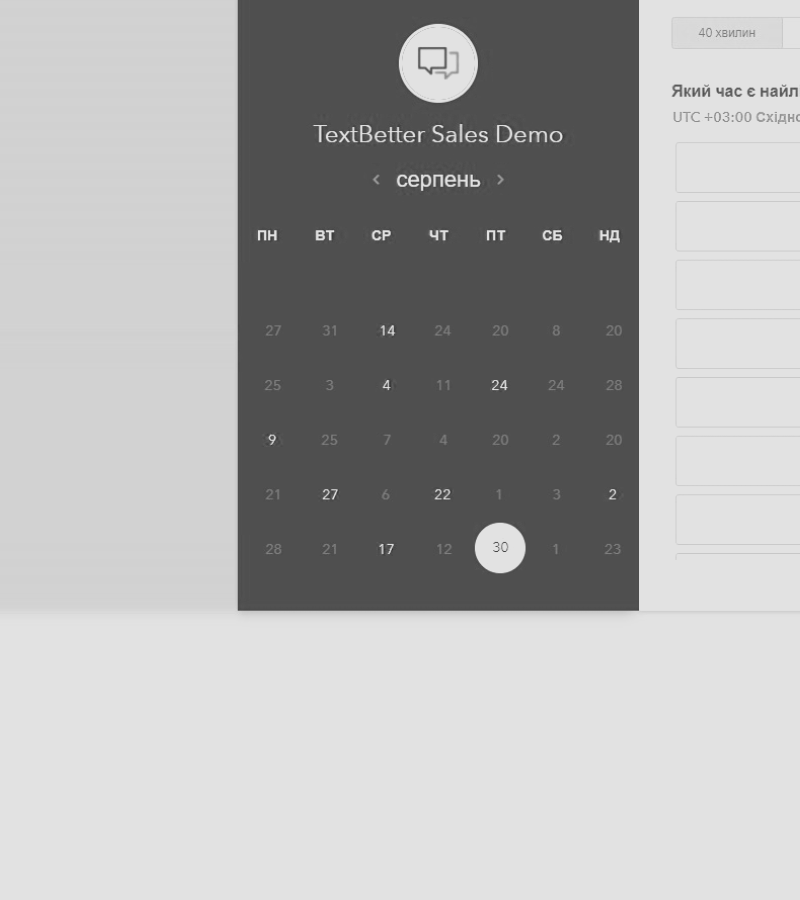 TextBetter Sales Demo
серпень
ПН ВТ СР ЧТ ПТ СБ НД
27 31 14 24 20 8 20
25 3 4 11 24 24 28
9 25 7 4 20 2 20
21 27 6 22 1 3 2
28 21 17 12 30 1 23
40 хвилин
Який час є найл
UTC +03:00 Східно